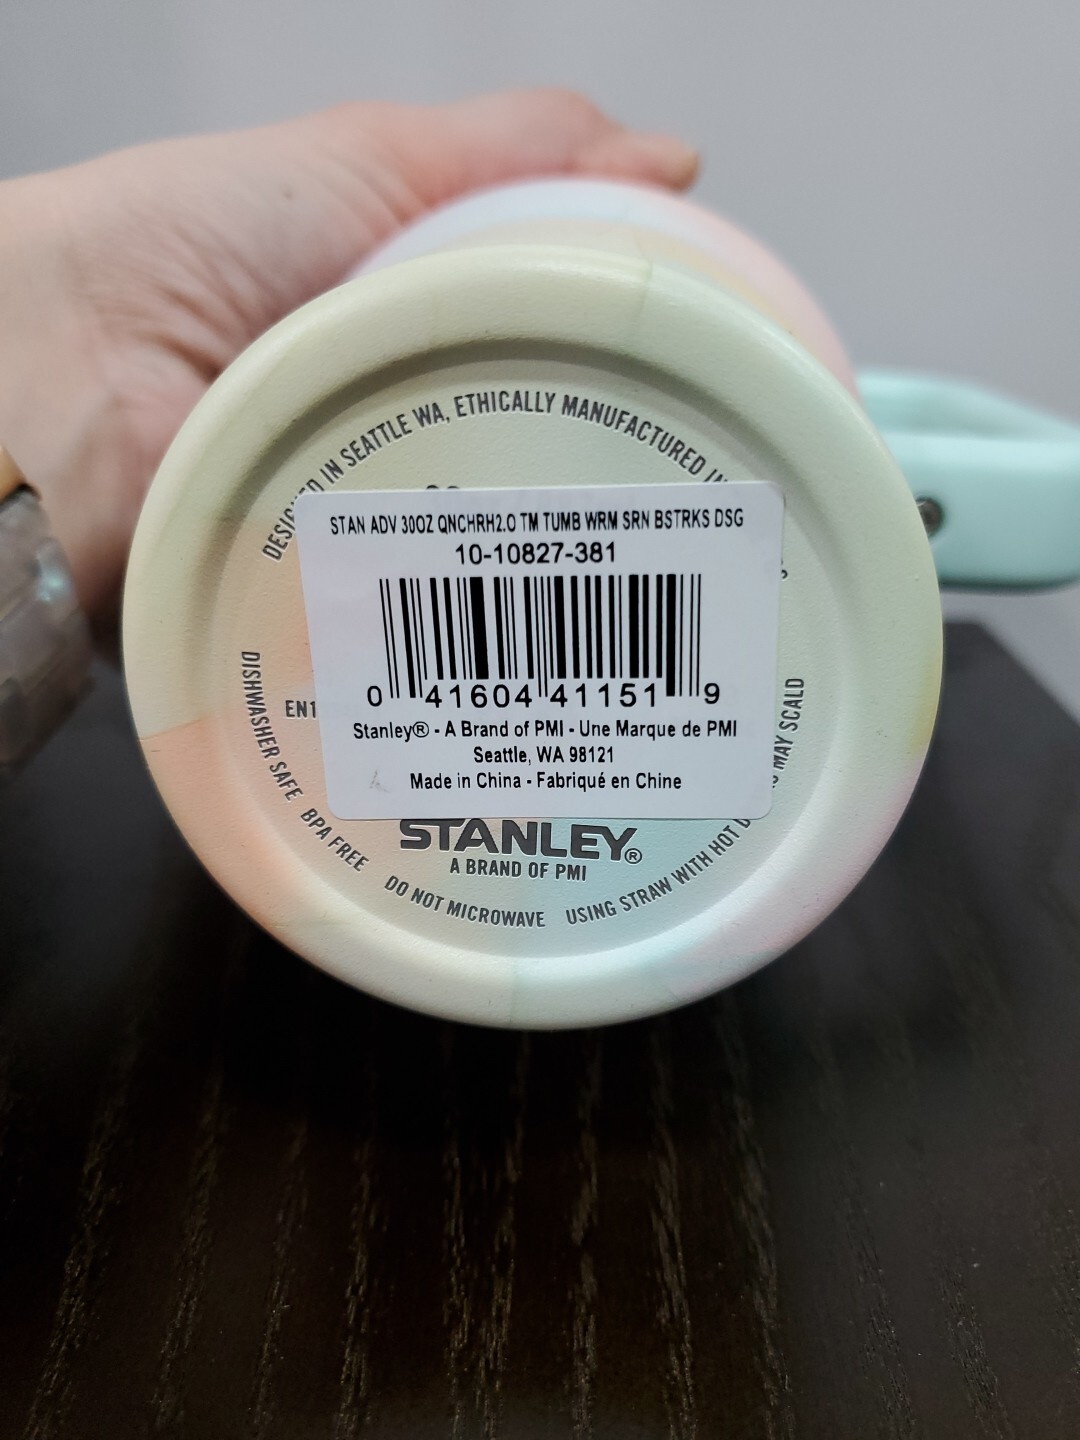 DESIGNED IN SEATTLE WA, ETHICALLY MANUFACTURED IN
STAN ADV 30OZ QNCHRH2.O TM TUMB WRM SRN BSTRKS DSG
10-10827-381
0 41604 41151 9
Stanley® - A Brand of PMI - Une Marque de PMI
Seattle, WA 98121
Made in China - Fabriqué en Chine
EN1
STANLEY®
A BRAND OF PMI
DISHWASHER SAFE
BPA FREE
DO NOT MICROWAVE
USING STRAW WITH HOT MAY SCALD